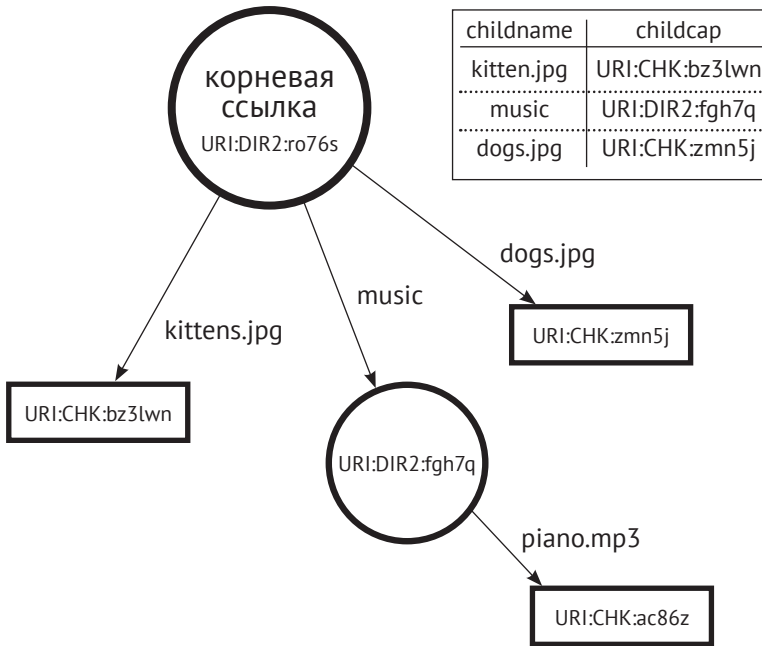 корневая
ссылка
URI:DIR2:ro76s
childname childcap
kitten.jpg URI:CHK:bz3lwn
music URI:DIR2:fgh7q
dogs.jpg URI:CHK:zmn5j
dogs.jpg
music
kittens.jpg
URI:CHK:zmn5j
URI:CHK:bz3lwn
URI:DIR2:fgh7q
piano.mp3
URI:CHK:ac86z